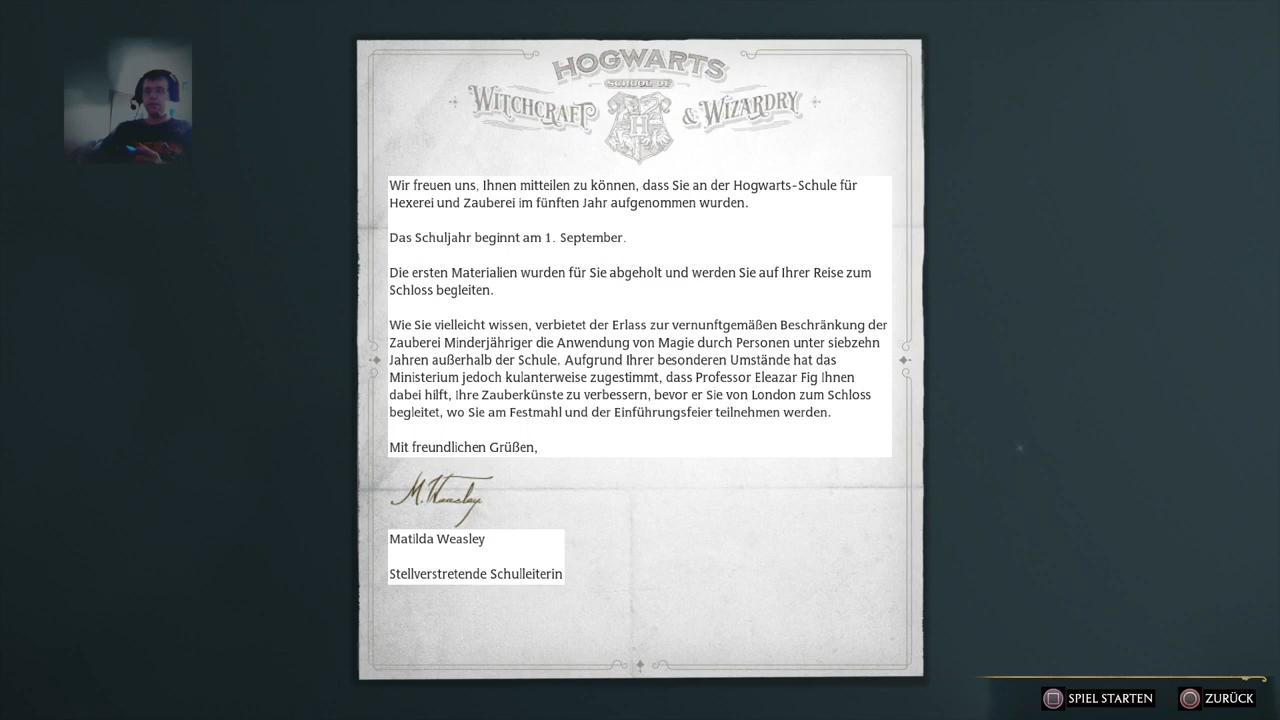 HOGWARTS
SCHOOL OF
WITCHCRAFT & WIZARDRY
H
Wir freuen uns, Ihnen mitteilen zu können, dass Sie an der Hogwarts-Schule für
Hexerei und Zauberei im fünften Jahr aufgenommen wurden.
Das Schuljahr beginnt am 1. September.
Die ersten Materialien wurden für Sie abgeholt und werden Sie auf Ihrer Reise zum
Schloss begleiten.
Wie Sie vielleicht wissen, verbietet der Erlass zur vernunftgemäßen Beschränkung der
Zauberei Minderjähriger die Anwendung von Magie durch Personen unter siebzehn
Jahren außerhalb der Schule. Aufgrund Ihrer besonderen Umstände hat das
Ministerium jedoch kulanterweise zugestimmt, dass Professor Eleazar Fig Ihnen
dabei hilft, Ihre Zauberkünste zu verbessern, bevor er Sie von London zum Schloss
begleitet, wo Sie am Festmahl und der Einführungsfeier teilnehmen werden.
Mit freundlichen Grüßen,
M. Weasley
Matilda Weasley
Stellverstretende Schulleiterin
SPIEL STARTEN
ZURÜCK